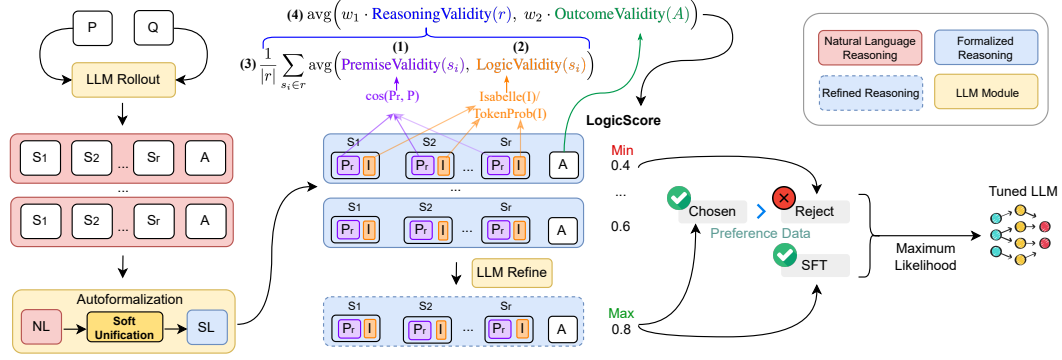 P
Q
LLM Rollout
S1
S2
...
Sr
A
...
S1
S2
...
Sr
A
Autoformalization
NL
Soft
Unification
SL
(4) avg(w1 · ReasoningValidity(r), w2 · OutcomeValidity(A))
(1)
(2)
(3) 1/|r| ∑ si∈r avg(PremiseValidity(si), LogicValidity(si))
cos(Pr, P)
Isabelle(I)/
TokenProb(I)
S1
S2
Sr
Pr
I
Pr
I
...
Pr
I
A
...
S1
S2
Sr
Pr
I
Pr
I
...
Pr
I
A
LLM Refine
S1
S2
Sr
Pr
I
Pr
I
...
Pr
I
A
LogicScore
Min
0.4
...
0.6
Max
0.8
Chosen
>
Reject
Preference Data
SFT
Maximum
Likelihood
Tuned LLM
Natural Language
Reasoning
Formalized
Reasoning
Refined Reasoning
LLM Module